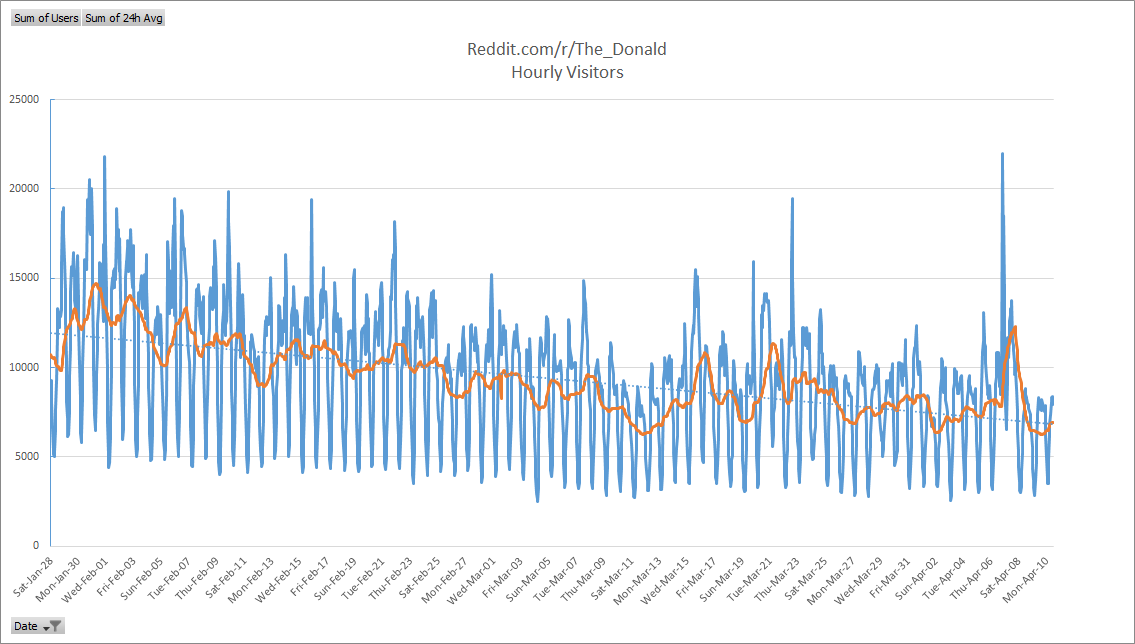 Sum of Users Sum of 24h Avg
Reddit.com/r/The_Donald
Hourly Visitors
25000
20000
15000
10000
5000
0
Sat-Jan-28
Mon-Jan-30
Wed-Feb-01
Fri-Feb-03
Sun-Feb-05
Tue-Feb-07
Thu-Feb-09
Sat-Feb-11
Mon-Feb-13
Wed-Feb-15
Fri-Feb-17
Sun-Feb-19
Tue-Feb-21
Thu-Feb-23
Sat-Feb-25
Mon-Feb-27
Wed-Mar-01
Fri-Mar-03
Sun-Mar-05
Tue-Mar-07
Thu-Mar-09
Sat-Mar-11
Mon-Mar-13
Wed-Mar-15
Fri-Mar-17
Sun-Mar-19
Tue-Mar-21
Thu-Mar-23
Sat-Mar-25
Mon-Mar-27
Wed-Mar-29
Fri-Mar-31
Sun-Apr-02
Tue-Apr-04
Thu-Apr-06
Sat-Apr-08
Mon-Apr-10
Date